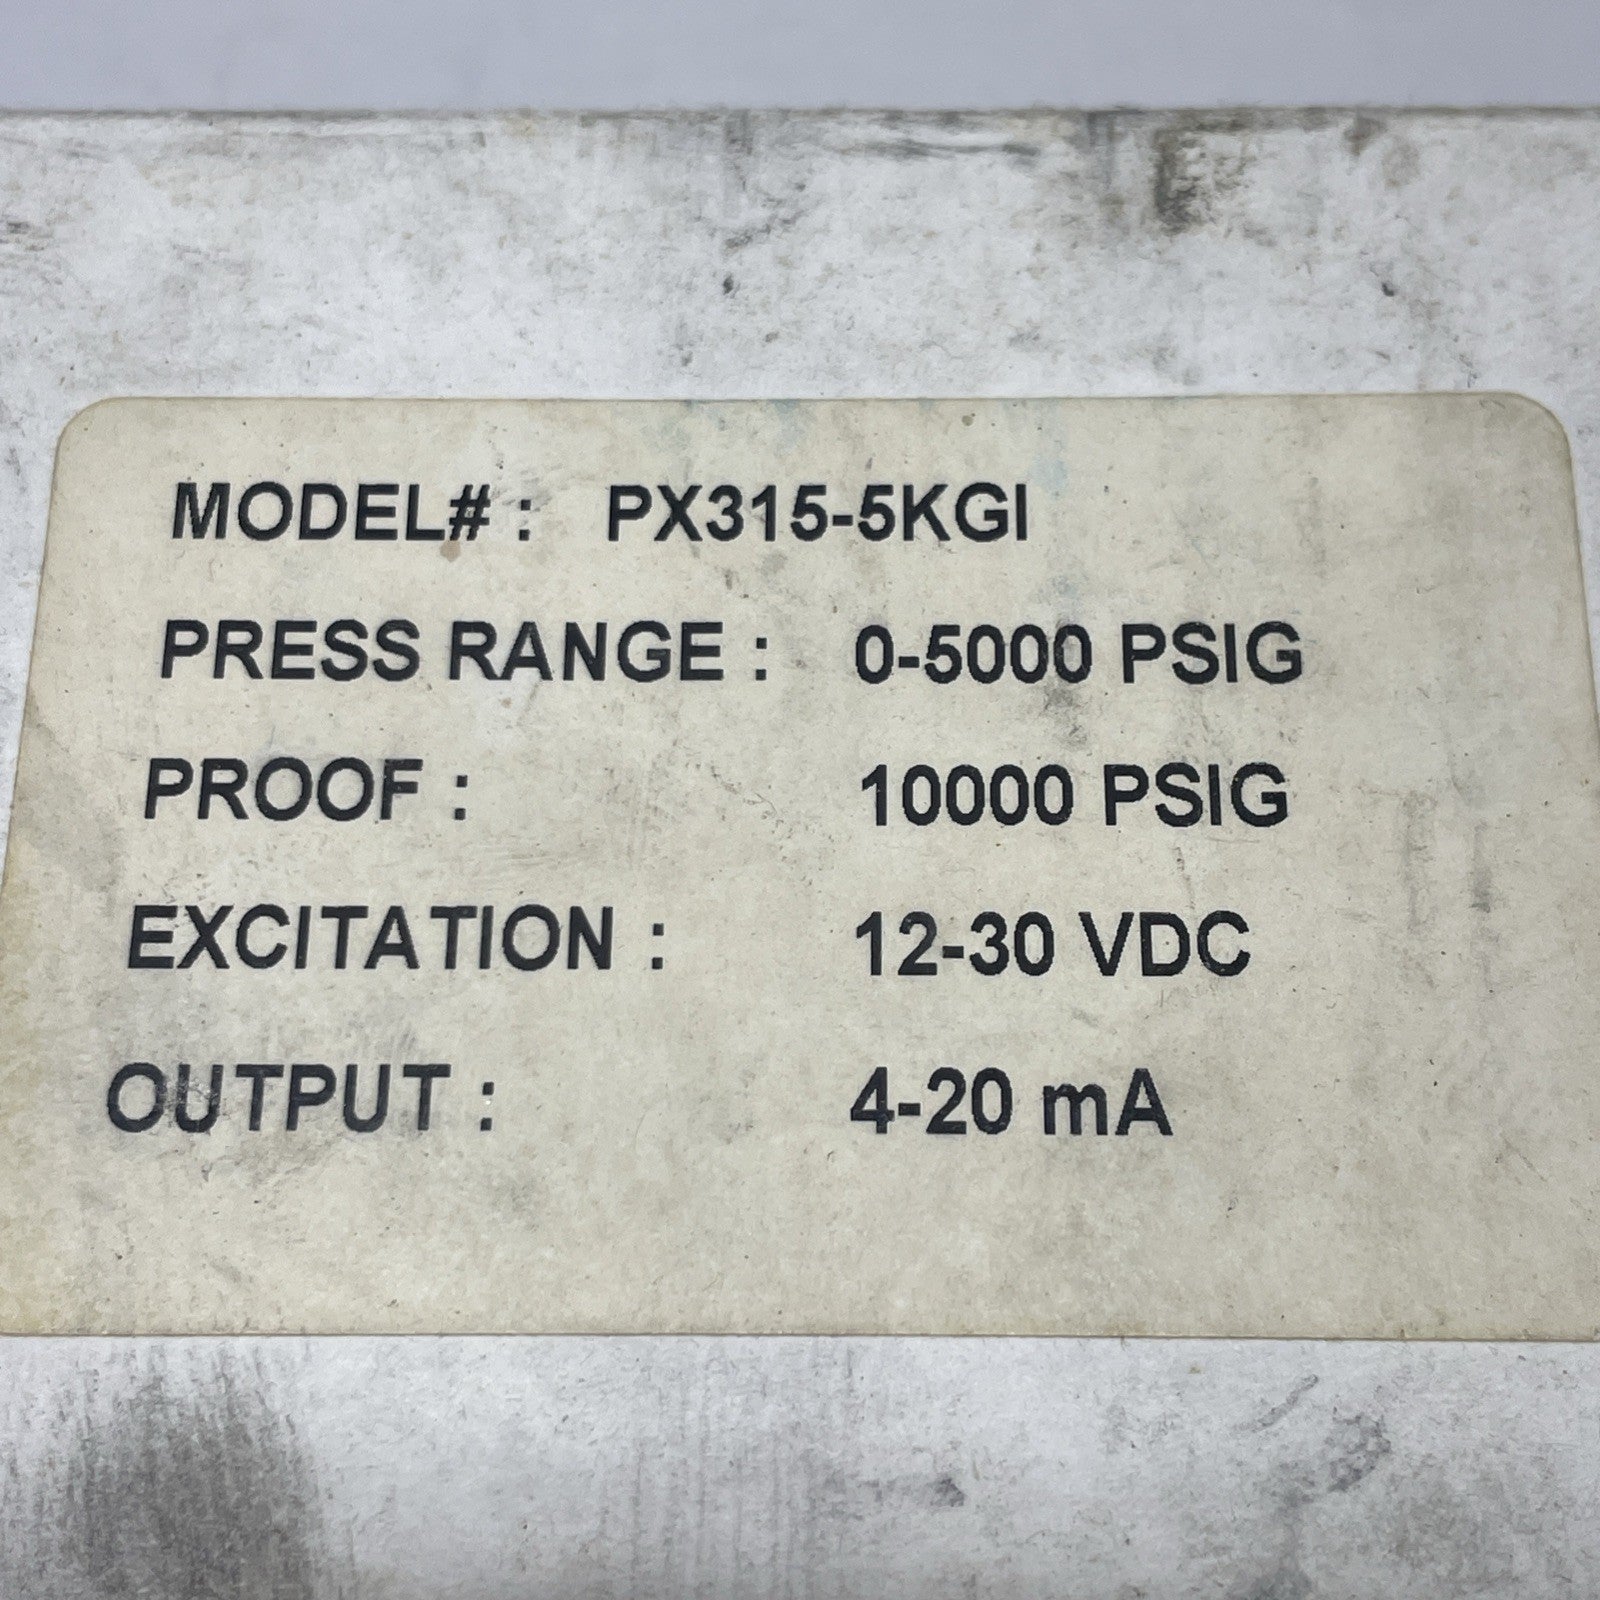 MODEL# : PX315-5KGI
PRESS RANGE : 0-5000 PSIG
PROOF : 10000 PSIG
EXCITATION : 12-30 VDC
OUTPUT : 4-20 mA